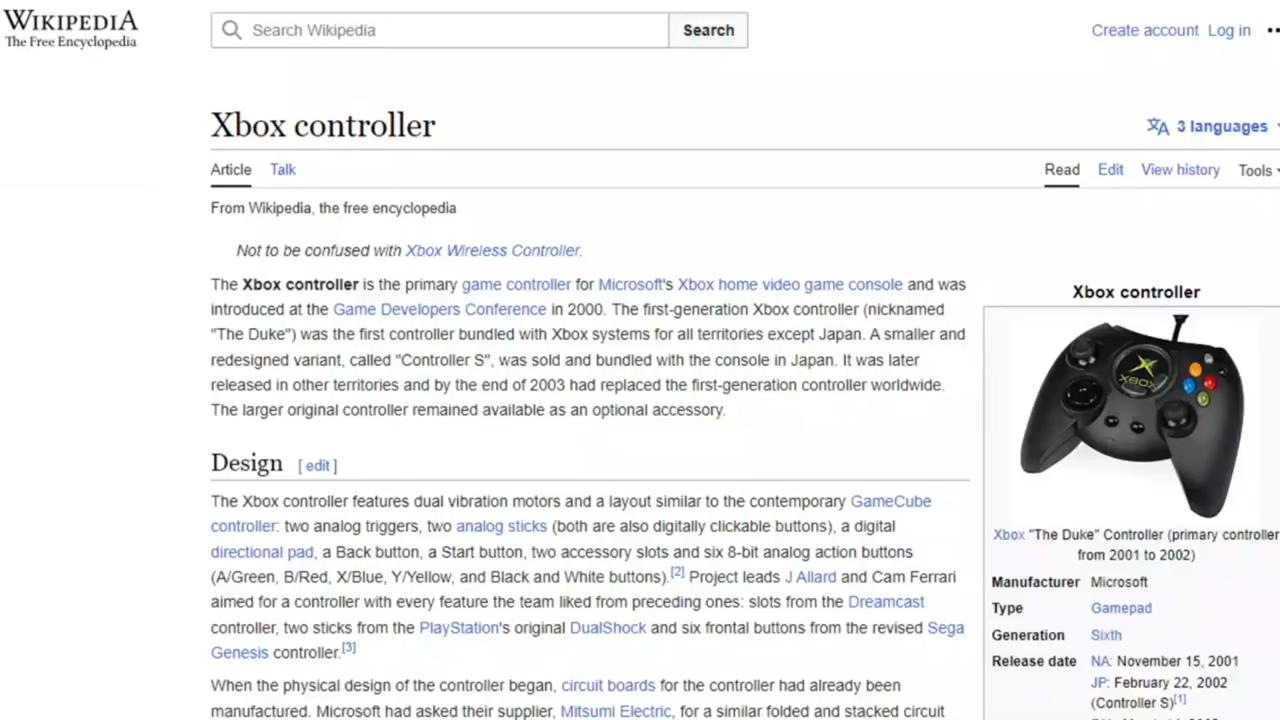 WIKIPEDIA
The Free Encyclopedia
Search Wikipedia
Search
Create account Log in
Xbox controller
3 languages
Article Talk
Read Edit View history Tools
From Wikipedia, the free encyclopedia
Not to be confused with Xbox Wireless Controller.
The Xbox controller is the primary game controller for Microsoft's Xbox home video game console and was
introduced at the Game Developers Conference in 2000. The first-generation Xbox controller (nicknamed
"The Duke") was the first controller bundled with Xbox systems for all territories except Japan. A smaller and
redesigned variant, called "Controller S", was sold and bundled with the console in Japan. It was later
released in other territories and by the end of 2003 had replaced the first-generation controller worldwide.
The larger original controller remained available as an optional accessory.
Design [ edit ]
The Xbox controller features dual vibration motors and a layout similar to the contemporary GameCube
controller: two analog triggers, two analog sticks (both are also digitally clickable buttons), a digital
directional pad, a Back button, a Start button, two accessory slots and six 8-bit analog action buttons
(A/Green, B/Red, X/Blue, Y/Yellow, and Black and White buttons).[2] Project leads J Allard and Cam Ferrari
aimed for a controller with every feature the team liked from preceding ones: slots from the Dreamcast
controller, two sticks from the PlayStation's original DualShock and six frontal buttons from the revised Sega
Genesis controller.[3]
When the physical design of the controller began, circuit boards for the controller had already been
manufactured. Microsoft had asked their supplier, Mitsumi Electric, for a similar folded and stacked circuit
Xbox controller
XBOX
Xbox "The Duke" Controller (primary controller
from 2001 to 2002)
Manufacturer Microsoft
Type Gamepad
Generation Sixth
Release date NA: November 15, 2001
JP: February 22, 2002
(Controller S)[1]